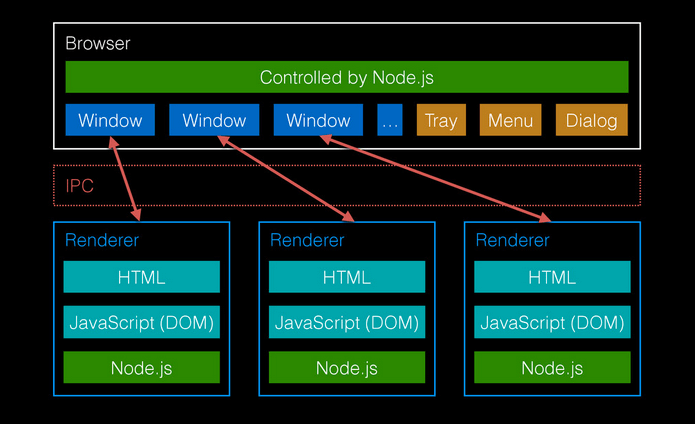 Browser
Controlled by Node.js
Window Window Window ... Tray Menu Dialog
IPC
Renderer Renderer Renderer
HTML HTML HTML
JavaScript (DOM) JavaScript (DOM) JavaScript (DOM)
Node.js Node.js Node.js